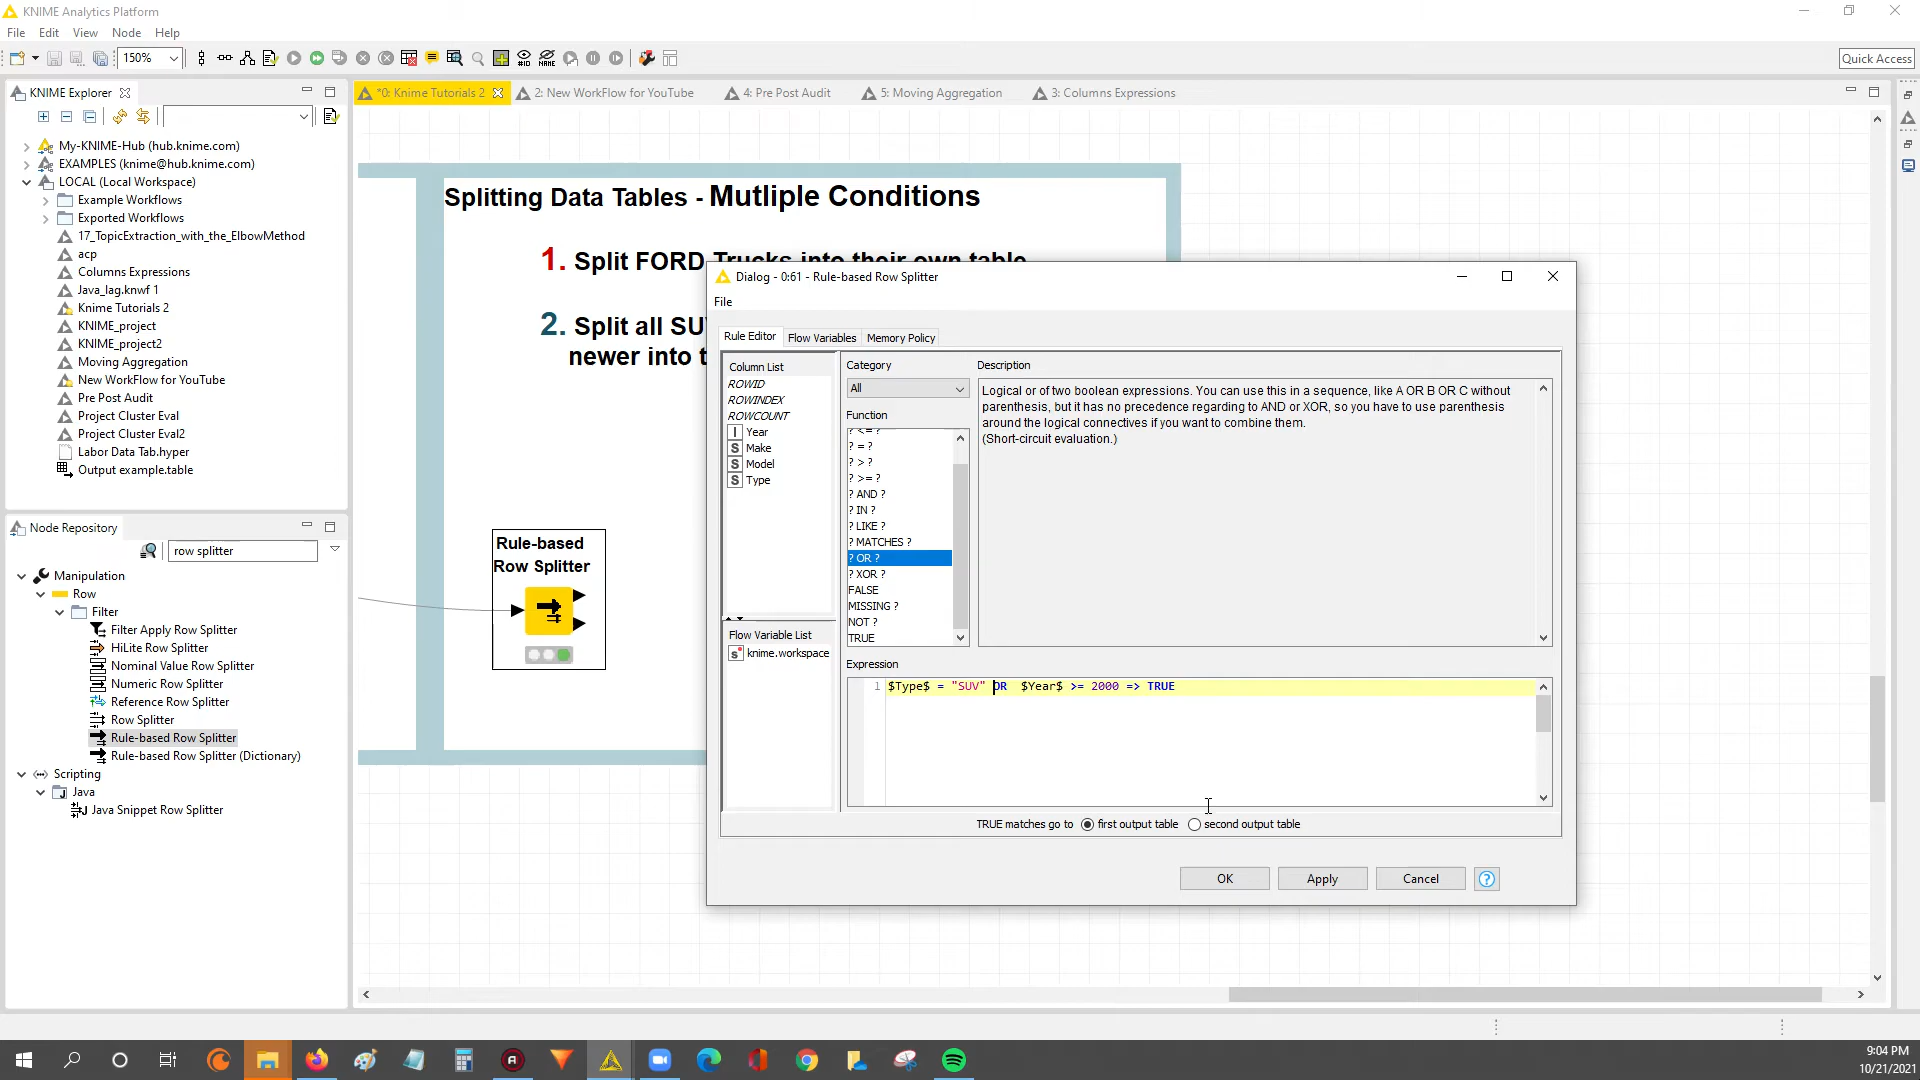 KNIME Analytics Platform
File Edit View Node Help
150%
Quick Access
KNIME Explorer
*0: Knime Tutorials 2
2: New WorkFlow for YouTube
4: Pre Post Audit
5: Moving Aggregation
3: Columns Expressions
My-KNIME-Hub (hub.knime.com)
EXAMPLES (knime@hub.knime.com)
LOCAL (Local Workspace)
Example Workflows
Exported Workflows
17_TopicExtraction_with_the_ElbowMethod
acp
Columns Expressions
Java_lag.knwf 1
Knime Tutorials 2
KNIME_project
KNIME_project2
Moving Aggregation
New WorkFlow for YouTube
Pre Post Audit
Project Cluster Eval
Project Cluster Eval2
Labor Data Tab.hyper
Output example.table
Node Repository
row splitter
Manipulation
Row
Filter
Filter Apply Row Splitter
HiLite Row Splitter
Nominal Value Row Splitter
Numeric Row Splitter
Reference Row Splitter
Row Splitter
Rule-based Row Splitter
Rule-based Row Splitter (Dictionary)
Scripting
Java
Java Snippet Row Splitter
Splitting Data Tables - Mutliple Conditions
1. Split FORD Trucks into their own table
2. Split all SU
newer into t
Rule-based
Row Splitter
Dialog - 0:61 - Rule-based Row Splitter
File
Rule Editor Flow Variables Memory Policy
Column List
ROWID
ROWINDEX
ROWCOUNT
I Year
S Make
S Model
S Type
Flow Variable List
s knime.workspace
Category
All
Function
? <= ?
? = ?
? > ?
? >= ?
? AND ?
? IN ?
? LIKE ?
? MATCHES ?
? OR ?
? XOR ?
FALSE
MISSING ?
NOT ?
TRUE
Description
Logical or of two boolean expressions. You can use this in a sequence, like A OR B OR C without
parenthesis, but it has no precedence regarding to AND or XOR, so you have to use parenthesis
around the logical connectives if you want to combine them.
(Short-circuit evaluation.)
Expression
1 $Type$ = "SUV" OR $Year$ >= 2000 => TRUE
TRUE matches go to first output table second output table
OK Apply Cancel ?
9:04 PM
10/21/2021